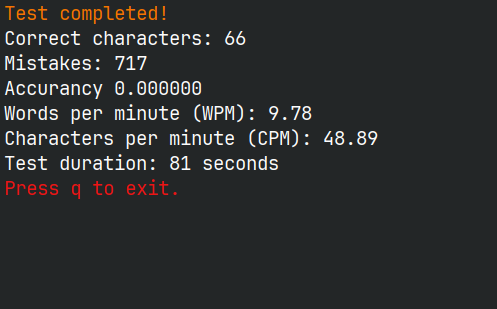 Test completed!
Correct characters: 66
Mistakes: 717
Accurancy 0.000000
Words per minute (WPM): 9.78
Characters per minute (CPM): 48.89
Test duration: 81 seconds
Press q to exit.